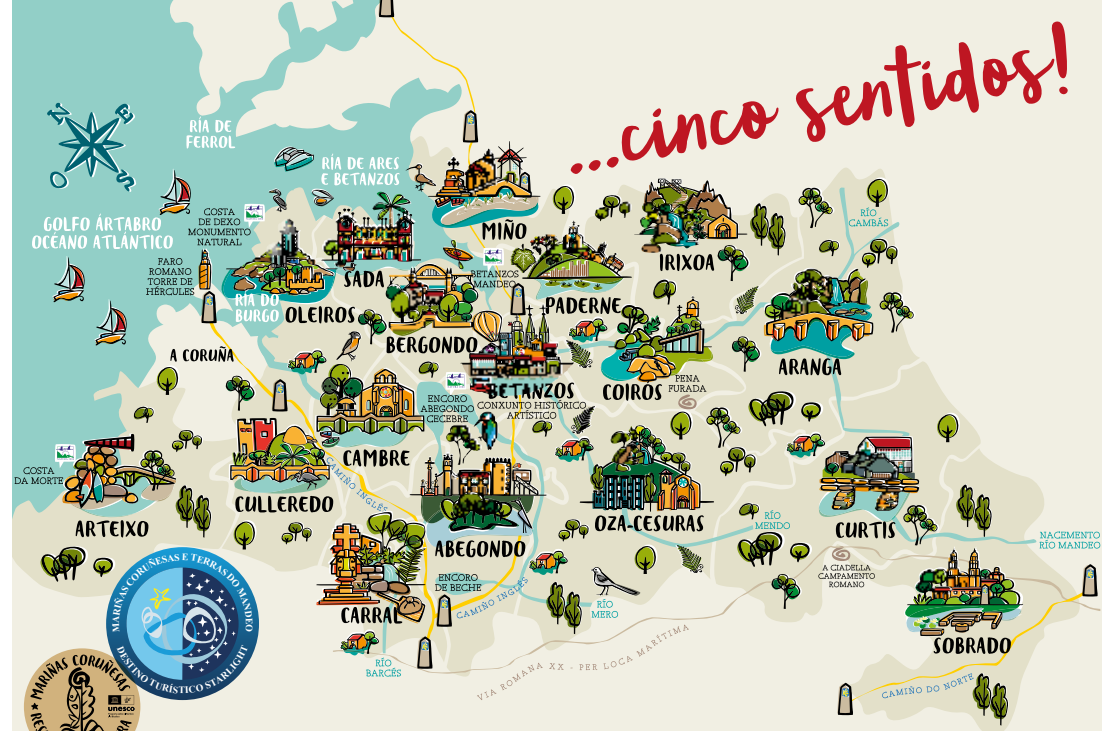 ...cinco sentidos!
N
E
O
S
RÍA DE
FERROL
RÍA DE ARES
E BETANZOS
GOLFO ÁRTABRO
OCÉANO ATLÁNTICO
COSTA
DE DEXO
MONUMENTO
NATURAL
FARO
ROMANO
TORRE DE
HÉRCULES
RÍA DO
BURGO
OLEIROS
SADA
MIÑO
BETANZOS
MANDEO
PADERNE
IRIXOA
RÍO
CAMBÁS
BERGONDO
A CORUÑA
BETANZOS
CONXUNTO HISTÓRICO
ARTÍSTICO
COIROS
PENA
FURADA
ARANGA
ENCORO
ABEGONDO
CECEBRE
CAMBRE
COSTA
DA MORTE
ARTEIXO
CULLEREDO
CAMIÑO INGLÉS
ABEGONDO
OZA-CESURAS
RÍO
MENDO
CURTIS
NACEMENTO
RÍO MANDEO
A CIADELLA
CAMPAMENTO
ROMANO
ENCORO
DE BECHE
CAMIÑO INGLÉS
CARRAL
RÍO
MERO
RÍO
BARCÉS
VIA ROMANA XX - PER LOCA MARÍTIMA
SOBRADO
CAMIÑO DO NORTE
MARIÑAS CORUÑESAS E TERRAS DO MANDEO
DESTINO TURÍSTICO STARLIGHT
MARIÑAS CORUÑESAS
unesco